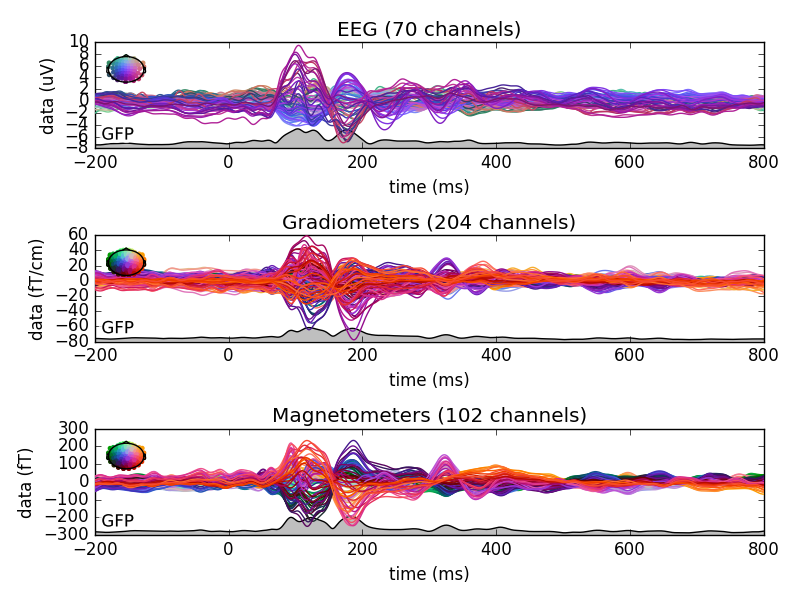 EEG (70 channels)
data (uV)
10
8
6
4
2
0
−2
−4
−6
−8
GFP
−200 0 200 400 600 800
time (ms)
Gradiometers (204 channels)
data (fT/cm)
60
40
20
0
−20
−40
−60
−80
GFP
−200 0 200 400 600 800
time (ms)
Magnetometers (102 channels)
data (fT)
300
200
100
0
−100
−200
−300
GFP
−200 0 200 400 600 800
time (ms)